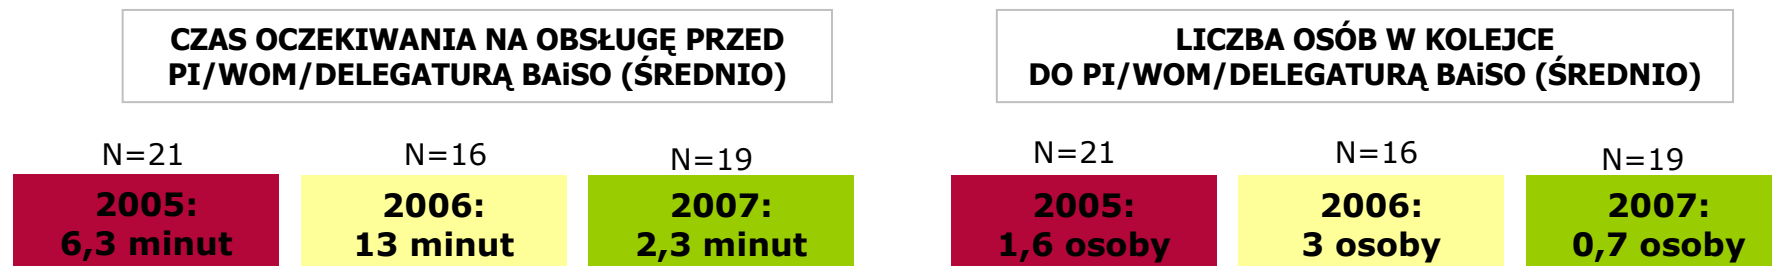 CZAS OCZEKIWANIA NA OBSŁUGĘ PRZED
PI/WOM/DELEGATURĄ BAiSO (ŚREDNIO)
N=21
N=16
N=19
2005:
6,3 minut
2006:
13 minut
2007:
2,3 minut
LICZBA OSÓB W KOLEJCE
DO PI/WOM/DELEGATURĄ BAiSO (ŚREDNIO)
N=21
N=16
N=19
2005:
1,6 osoby
2006:
3 osoby
2007:
0,7 osoby